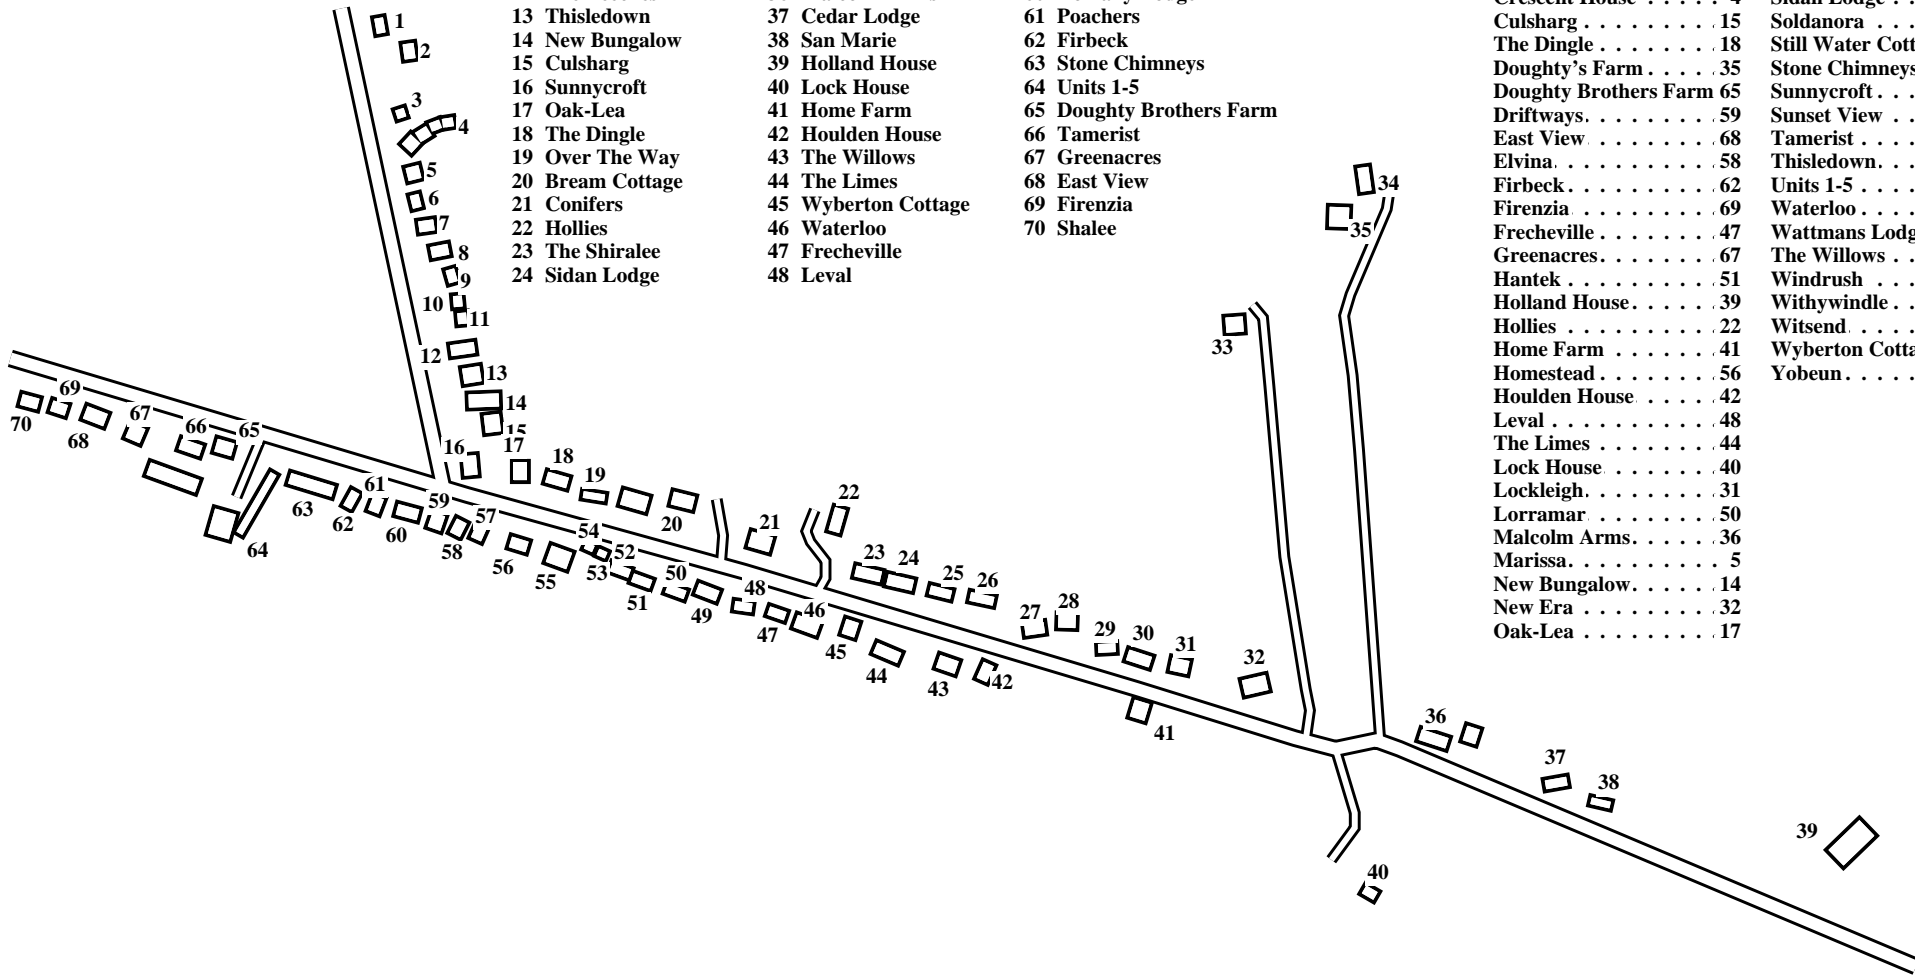 13 Thisledown
14 New Bungalow
15 Culsharg
16 Sunnycroft
17 Oak-Lea
18 The Dingle
19 Over The Way
20 Bream Cottage
21 Conifers
22 Hollies
23 The Shiralee
24 Sidan Lodge
37 Cedar Lodge
38 San Marie
39 Holland House
40 Lock House
41 Home Farm
42 Houlden House
43 The Willows
44 The Limes
45 Wyberton Cottage
46 Waterloo
47 Frecheville
48 Leval
61 Poachers
62 Firbeck
63 Stone Chimneys
64 Units 1-5
65 Doughty Brothers Farm
66 Tamerist
67 Greenacres
68 East View
69 Firenzia
70 Shalee
Crescent House . . . . . 4
Culsharg . . . . . . . . . 15
The Dingle . . . . . . . . 18
Doughty's Farm . . . . . 35
Doughty Brothers Farm 65
Driftways. . . . . . . . . . 59
East View . . . . . . . . . 68
Elvina. . . . . . . . . . . . 58
Firbeck . . . . . . . . . . . 62
Firenzia. . . . . . . . . . . 69
Frecheville . . . . . . . . 47
Greenacres. . . . . . . . . 67
Hantek . . . . . . . . . . . 51
Holland House. . . . . . 39
Hollies . . . . . . . . . . . 22
Home Farm . . . . . . . 41
Homestead . . . . . . . . 56
Houlden House. . . . . . 42
Leval . . . . . . . . . . . . 48
The Limes . . . . . . . . 44
Lock House. . . . . . . . 40
Lockleigh. . . . . . . . . . 31
Lorramar. . . . . . . . . . 50
Malcolm Arms. . . . . . 36
Marissa. . . . . . . . . . . 5
New Bungalow. . . . . . 14
New Era . . . . . . . . . . 32
Oak-Lea . . . . . . . . . . 17
Sidan Lodge . .
Soldanora . . .
Still Water Cott
Stone Chimneys
Sunnycroft . . .
Sunset View . .
Tamerist . . . .
Thisledown. . .
Units 1-5 . . . .
Waterloo . . . .
Wattmans Lodg
The Willows . .
Windrush . . .
Withywindle . .
Witsend. . . . .
Wyberton Cotta
Yobeun . . . . .
1
2
3
4
5
6
7
8
9
10
11
12
13
14
15
16
17
18
19
20
21
22
23
24
25
26
27
28
29
30
31
32
33
34
35
36
37
38
39
40
41
42
43
44
45
46
47
48
49
50
51
52
53
54
55
56
57
58
59
60
61
62
63
64
65
66
67
68
69
70